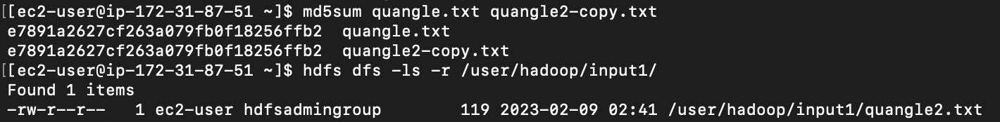 [[ec2-user@ip-172-31-87-51 ~]$ md5sum quangle.txt quangle2-copy.txt
e7891a2627cf263a079fb0f18256ffb2  quangle.txt
e7891a2627cf263a079fb0f18256ffb2  quangle2-copy.txt
[[ec2-user@ip-172-31-87-51 ~]$ hdfs dfs -ls -r /user/hadoop/input1/
Found 1 items
-rw-r--r--   1 ec2-user hdfsadmingroup        119 2023-02-09 02:41 /user/hadoop/input1/quangle2.txt